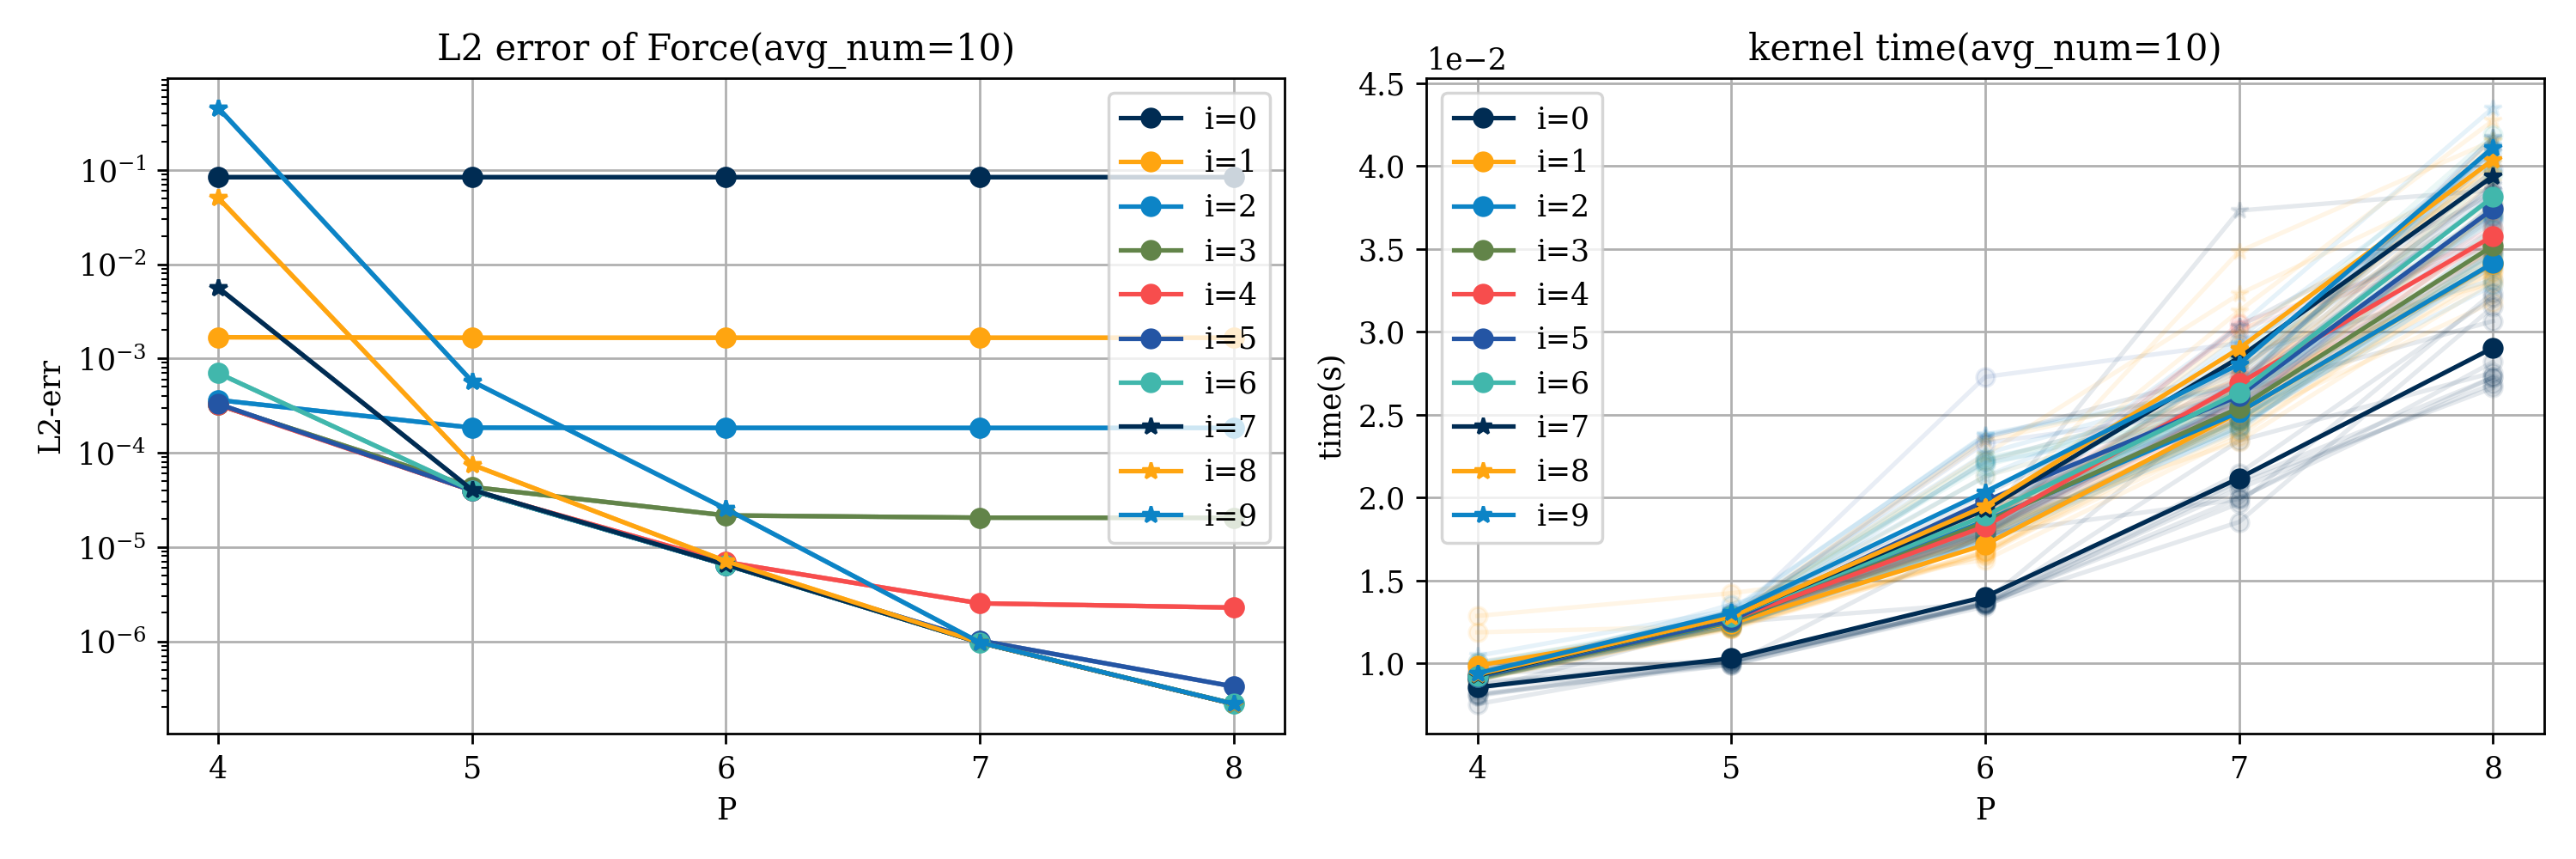 L2 error of Force(avg_num=10)
L2-err
10⁻¹
10⁻²
10⁻³
10⁻⁴
10⁻⁵
10⁻⁶
4 5 6 7 8
P
i=0
i=1
i=2
i=3
i=4
i=5
i=6
i=7
i=8
i=9
kernel time(avg_num=10)
1e−2
time(s)
4.5
4.0
3.5
3.0
2.5
2.0
1.5
1.0
4 5 6 7 8
P
i=0
i=1
i=2
i=3
i=4
i=5
i=6
i=7
i=8
i=9